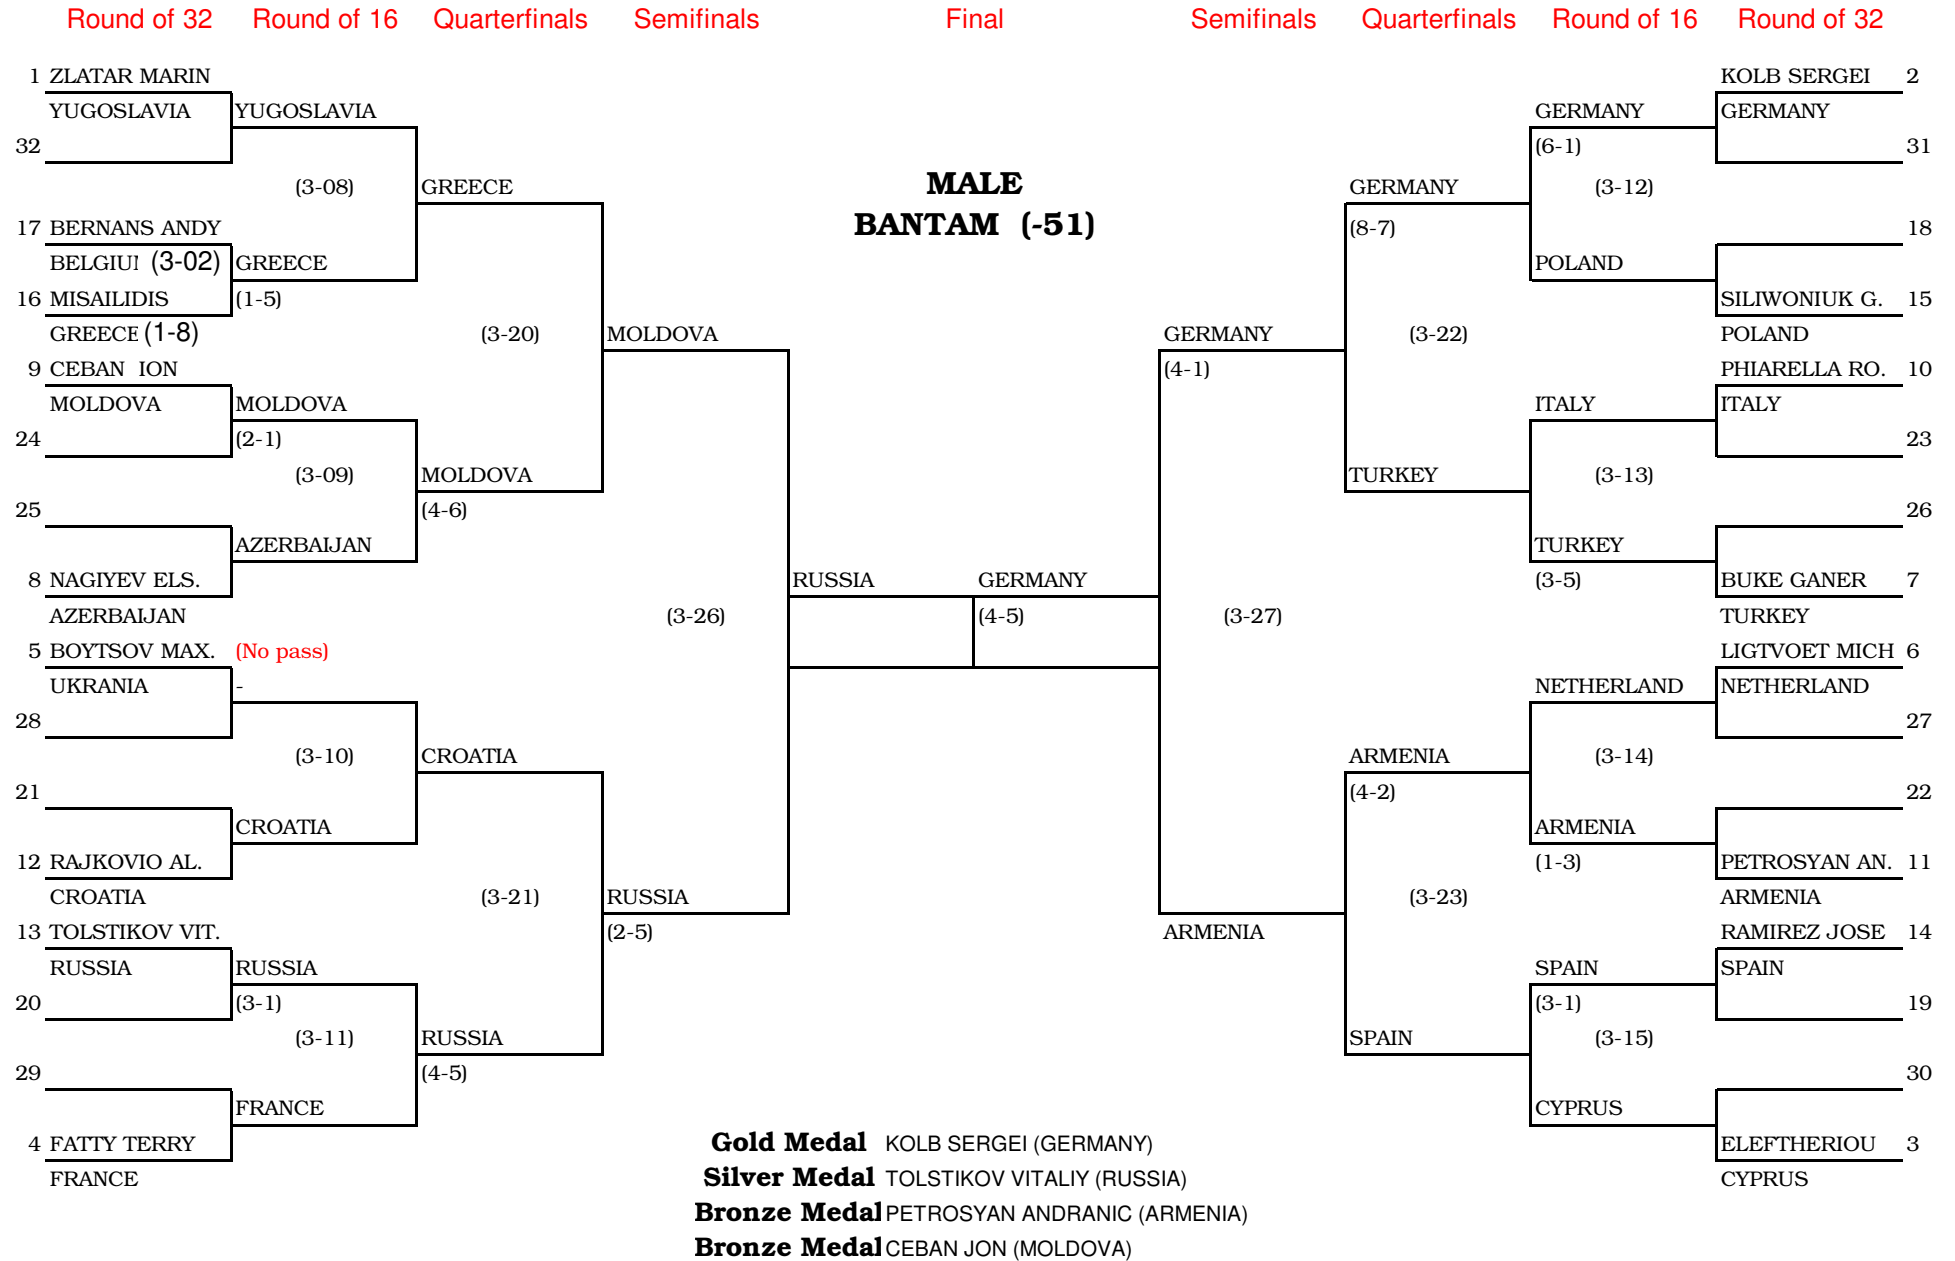 Round of 32 Round of 16 Quarterfinals Semifinals Final Semifinals Quarterfinals Round of 16 Round of 32
1 ZLATAR MARIN KOLB SERGEI 2
YUGOSLAVIA YUGOSLAVIA GERMANY GERMANY
32 (6-1) 31
(3-08) GREECE MALE GERMANY (3-12)
17 BERNANS ANDY BANTAM (-51) (8-7) 18
BELGIUI (3-02) GREECE POLAND
16 MISAILIDIS (1-5) SILIWONIUK G. 15
GREECE (1-8) (3-20) MOLDOVA GERMANY (3-22) POLAND
9 CEBAN ION (4-1) PHIARELLA RO. 10
MOLDOVA MOLDOVA ITALY ITALY
24 (2-1) 23
(3-09) MOLDOVA TURKEY (3-13)
25 (4-6) 26
AZERBAIJAN TURKEY
8 NAGIYEV ELS. RUSSIA GERMANY (3-5) BUKE GANER 7
AZERBAIJAN (3-26) (4-5) (3-27) TURKEY
5 BOYTSOV MAX. (No pass) LIGTVOET MICH 6
UKRANIA - NETHERLAND NETHERLAND
28 27
(3-10) CROATIA ARMENIA (3-14)
21 (4-2) 22
CROATIA ARMENIA
12 RAJKOVIO AL. (1-3) PETROSYAN AN. 11
CROATIA (3-21) RUSSIA (3-23) ARMENIA
13 TOLSTIKOV VIT. (2-5) ARMENIA RAMIREZ JOSE 14
RUSSIA RUSSIA SPAIN SPAIN
20 (3-1) (3-1) 19
(3-11) RUSSIA SPAIN (3-15)
29 (4-5) 30
FRANCE CYPRUS
4 FATTY TERRY Gold Medal KOLB SERGEI (GERMANY) ELEFTHERIOU 3
FRANCE Silver Medal TOLSTIKOV VITALIY (RUSSIA) CYPRUS
Bronze Medal PETROSYAN ANDRANIC (ARMENIA)
Bronze Medal CEBAN JON (MOLDOVA)